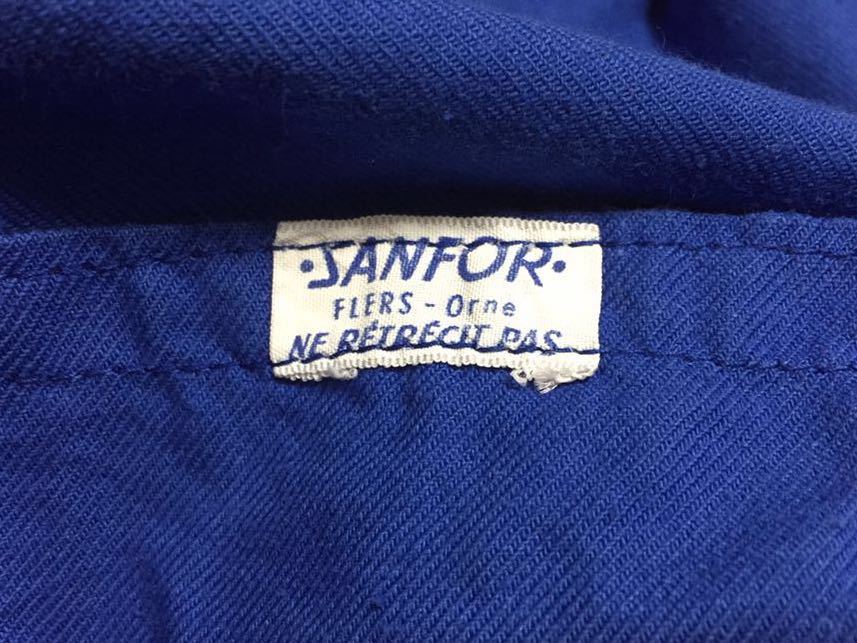 ·SANFOR·
FLERS - Orne
NE RÉTRÉCIT PAS